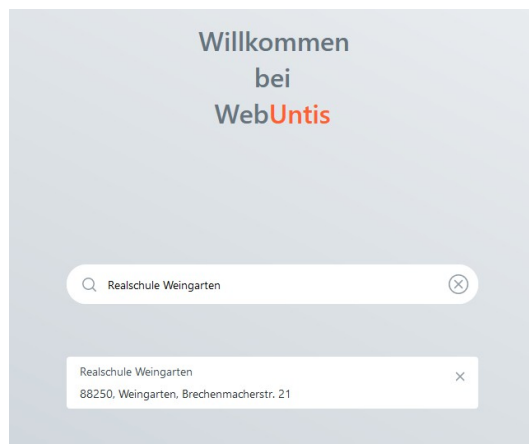 Willkommen
bei
WebUntis
Realschule Weingarten
Realschule Weingarten
88250, Weingarten, Brechenmacherstr. 21